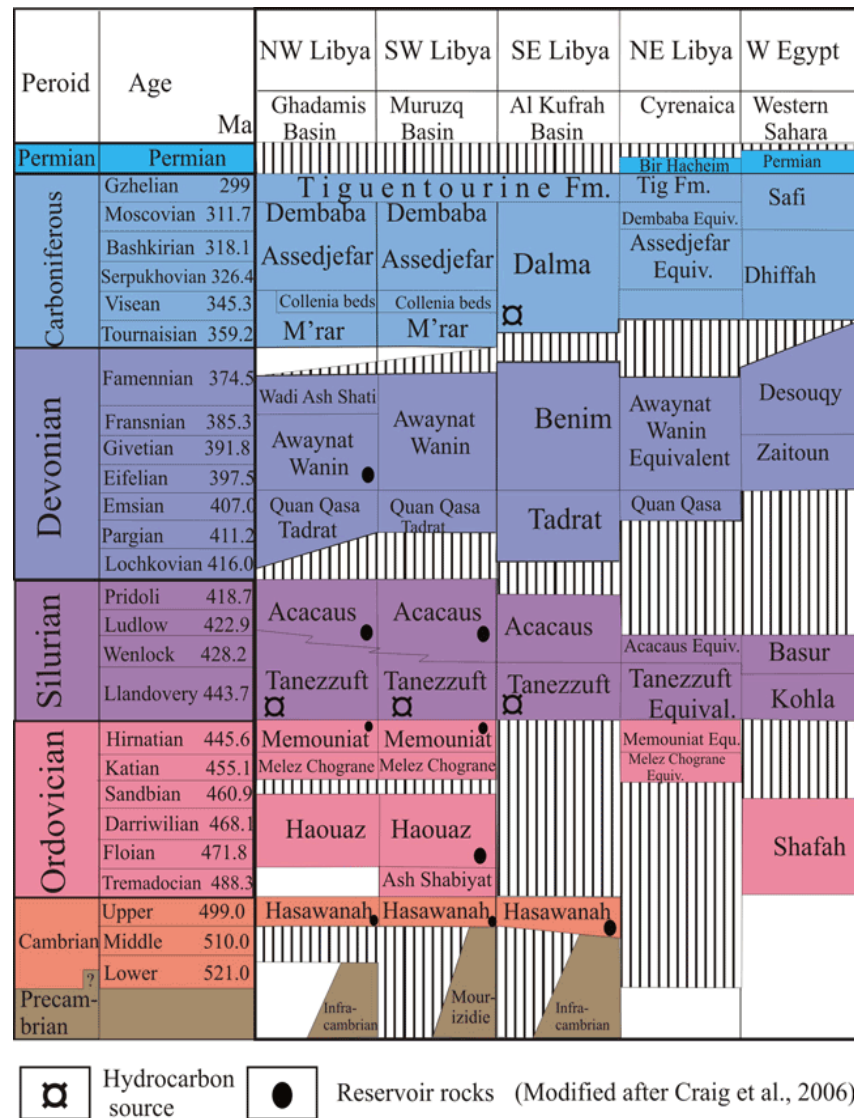 Peroid
Age
Ma
NW Libya
SW Libya
SE Libya
NE Libya
W Egypt
Ghadamis
Basin
Muruzq
Basin
Al Kufrah
Basin
Cyrenaica
Western
Sahara
Permian
Permian
Bir Hacheim
Permian
Carboniferous
Gzhelian 299
Moscovian 311.7
Bashkirian 318.1
Serpukhovian 326.4
Visean 345.3
Tournaisian 359.2
Tiguentourine Fm.
Tig Fm.
Safi
Dembaba
Dembaba
Dembaba Equiv.
Assedjefar
Assedjefar
Dalma
Assedjefar
Equiv.
Dhiffah
Collenia beds
Collenia beds
M'rar
M'rar
Devonian
Famennian 374.5
Fransnian 385.3
Givetian 391.8
Eifelian 397.5
Emsian 407.0
Pargian 411.2
Lochkovian 416.0
Wadi Ash Shati
Awaynat
Wanin
Awaynat
Wanin
Benim
Awaynat
Wanin
Equivalent
Desouqy
Zaitoun
Quan Qasa
Tadrat
Quan Qasa
Tadrat
Tadrat
Quan Qasa
Silurian
Pridoli 418.7
Ludlow 422.9
Wenlock 428.2
Llandovery 443.7
Acacaus
Acacaus
Acacaus
Acacaus Equiv.
Basur
Tanezzuft
Tanezzuft
Tanezzuft
Tanezzuft
Equival.
Kohla
Ordovician
Hirnatian 445.6
Katian 455.1
Sandbian 460.9
Darriwilian 468.1
Floian 471.8
Tremadocian 488.3
Memouniat
Memouniat
Memouniat Equ.
Melez Chograne
Melez Chograne
Melez Chograne
Equiv.
Haouaz
Haouaz
Shafah
Ash Shabiyat
Cambrian
Upper 499.0
Middle 510.0
Lower 521.0
?
Hasawanah
Hasawanah
Hasawanah
Precam-
brian
Infra-
cambrian
Mour-
izidie
Infra-
cambrian
Hydrocarbon
source
Reservoir rocks (Modified after Craig et al., 2006)